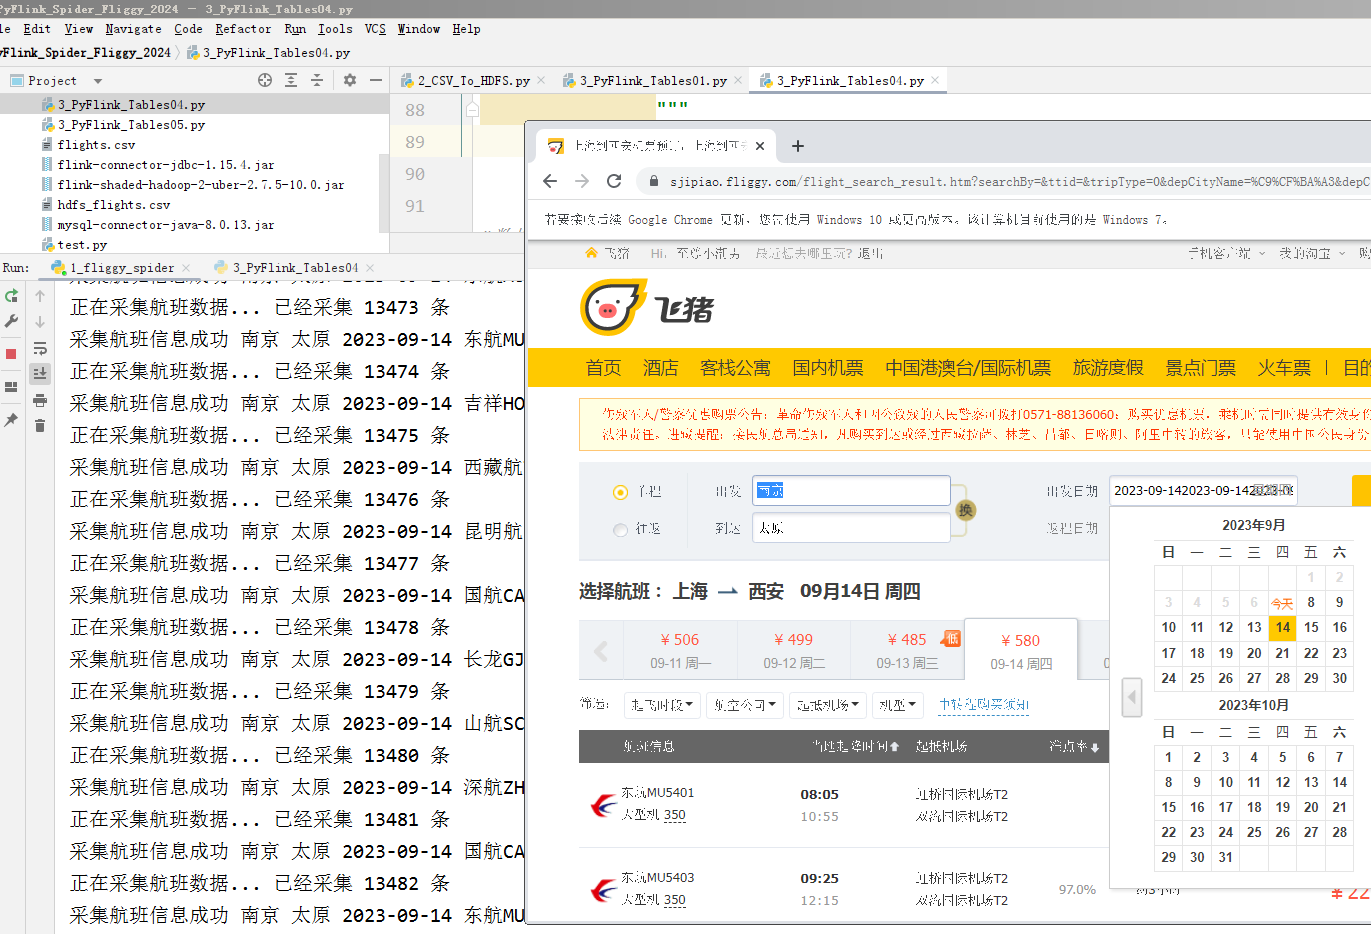 PyFlink_Spider_Fliggy_2024 – 3_PyFlink_Tables04.py
le Edit View Navigate Code Refactor Run Tools VCS Window Help
yFlink_Spider_Fliggy_2024 3_PyFlink_Tables04.py
Project
2_CSV_To_HDFS.py 3_PyFlink_Tables01.py 3_PyFlink_Tables04.py
3_PyFlink_Tables04.py
3_PyFlink_Tables05.py
flights.csv
flink-connector-jdbc-1.15.4.jar
flink-shaded-hadoop-2-uber-2.7.5-10.0.jar
hdfs_flights.csv
mysql-connector-java-8.0.13.jar
test.py
88 """
89
90
91
Run: 1_fliggy_spider 3_PyFlink_Tables04
正在采集航班数据... 已经采集 13473 条
采集航班信息成功 南京 太原 2023-09-14 东航MU
正在采集航班数据... 已经采集 13474 条
采集航班信息成功 南京 太原 2023-09-14 吉祥HO
正在采集航班数据... 已经采集 13475 条
采集航班信息成功 南京 太原 2023-09-14 西藏航
正在采集航班数据... 已经采集 13476 条
采集航班信息成功 南京 太原 2023-09-14 昆明航
正在采集航班数据... 已经采集 13477 条
采集航班信息成功 南京 太原 2023-09-14 国航CA
正在采集航班数据... 已经采集 13478 条
采集航班信息成功 南京 太原 2023-09-14 长龙GJ
正在采集航班数据... 已经采集 13479 条
采集航班信息成功 南京 太原 2023-09-14 山航SC
正在采集航班数据... 已经采集 13480 条
采集航班信息成功 南京 太原 2023-09-14 深航ZH
正在采集航班数据... 已经采集 13481 条
采集航班信息成功 南京 太原 2023-09-14 国航CA
正在采集航班数据... 已经采集 13482 条
采集航班信息成功 南京 太原 2023-09-14 东航MU
上海到西安机票预订, 上海到西安
sjipiao.fliggy.com/flight_search_result.htm?searchBy=&ttid=&tripType=0&depCityName=%C9%CF%BA%A3&depC
若要接收后续 Google Chrome 更新，您需使用 Windows 10 或更高版本。该计算机目前使用的是 Windows 7。
飞猪 Hi, 最近想去哪里玩? 退出
手机客户端 我的淘宝 购
飞猪
首页 酒店 客栈公寓 国内机票 中国港澳台/国际机票 旅游度假 景点门票 火车票 | 目的
单程 出发 南京 换 出发日期 2023-09-142023-09-142023-09
往返 到达 太原 返程日期
选择航班： 上海 西安 09月14日 周四
¥ 506 ¥ 499 ¥ 485 低 ¥ 580
09-11 周一 09-12 周二 09-13 周三 09-14 周四
筛选： 起飞时段 航空公司 起抵机场 机型 中转程购买须知
航班信息 当地起降时间 起抵机场 准点率
东航MU5401 08:05 虹桥国际机场T2
大型机 350 10:55 双流国际机场T2
东航MU5403 09:25 虹桥国际机场T2
大型机 350 12:15 双流国际机场T2
97.0% 约3小时 ¥ 22
2023年9月
日 一 二 三 四 五 六
1 2
3 4 5 6 今天 8 9
10 11 12 13 14 15 16
17 18 19 20 21 22 23
24 25 26 27 28 29 30
2023年10月
日 一 二 三 四 五 六
1 2 3 4 5 6 7
8 9 10 11 12 13 14
15 16 17 18 19 20 21
22 23 24 25 26 27 28
29 30 31